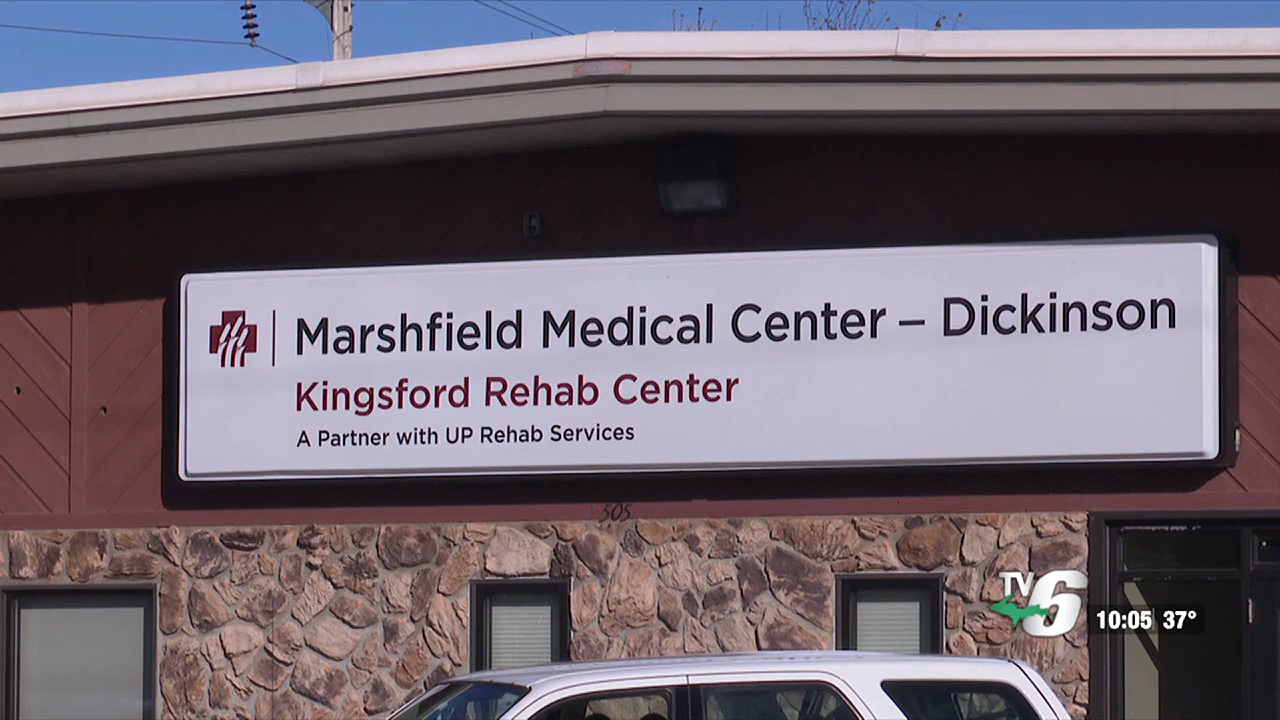 Marshfield Medical Center – Dickinson
Kingsford Rehab Center
A Partner with UP Rehab Services
505
TV6
10:05 37°